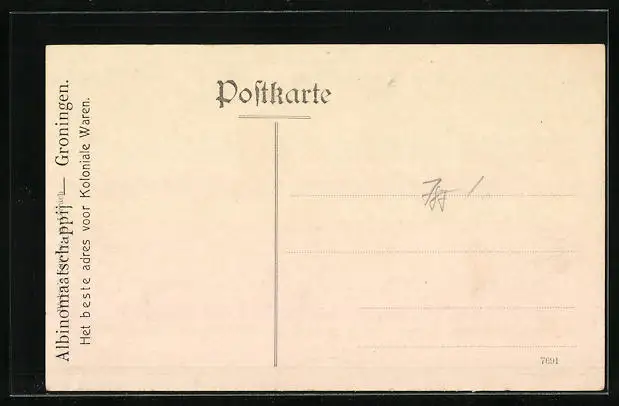 Albinomaatschappij — Groningen.
Het beste adres voor Koloniale Waren.
Postkarte
7691